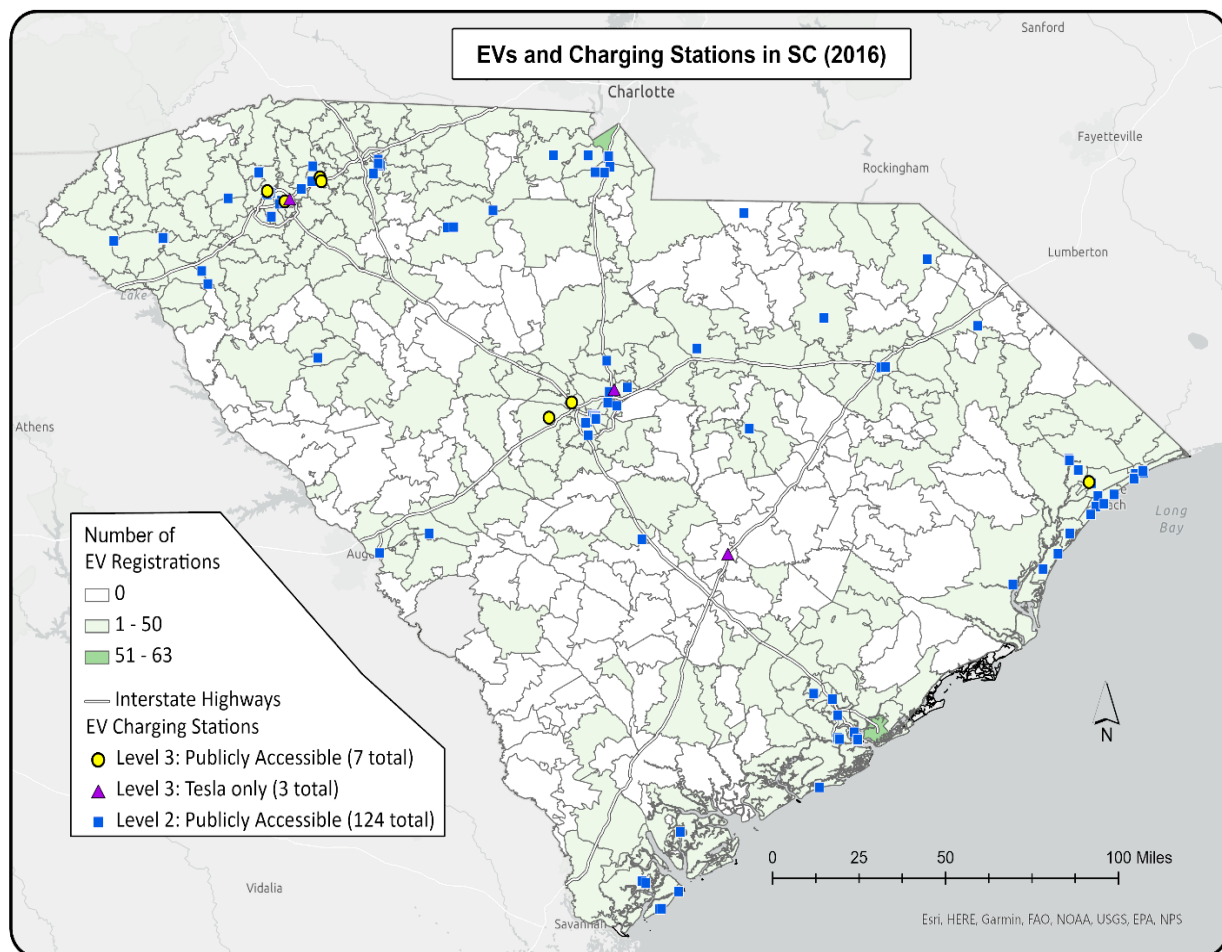 EVs and Charging Stations in SC (2016)
Sanford
Charlotte
Fayetteville
Rockingham
Lumberton
Lake
Athens
Long
Bay
Number of
EV Registrations
0
1 - 50
51 - 63
Interstate Highways
EV Charging Stations
Level 3: Publicly Accessible (7 total)
Level 3: Tesla only (3 total)
Level 2: Publicly Accessible (124 total)
N
0 25 50 100 Miles
Vidalia
Savannah
Esri, HERE, Garmin, FAO, NOAA, USGS, EPA, NPS